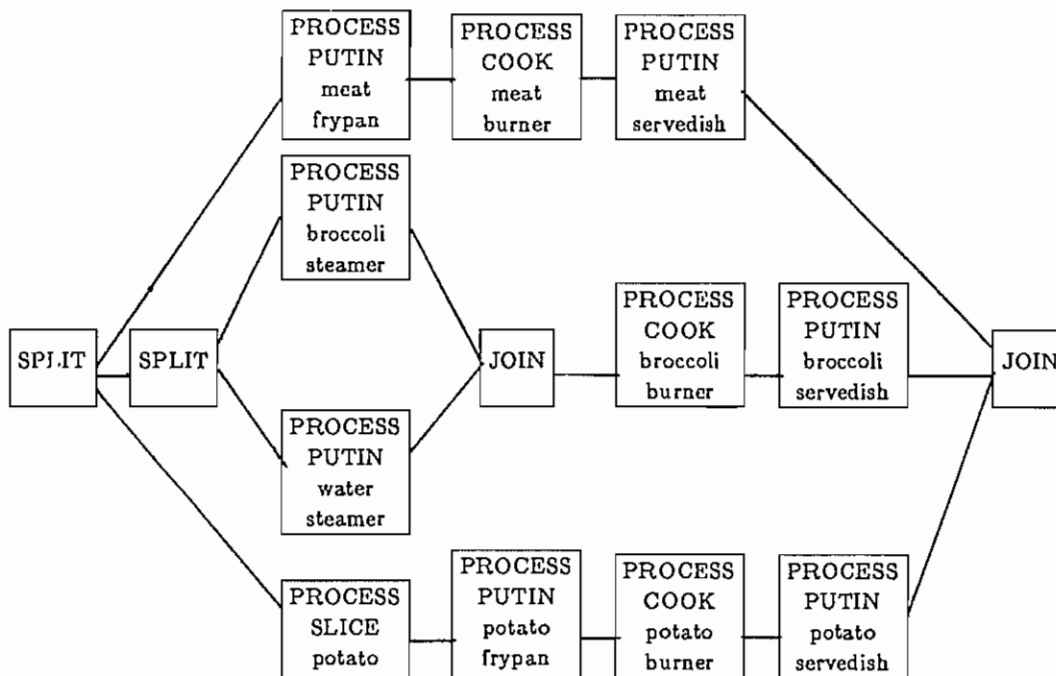 PROCESS
PUTIN
meat
frypan
PROCESS
COOK
meat
burner
PROCESS
PUTIN
meat
servedish
PROCESS
PUTIN
broccoli
steamer
SPLIT
SPLIT
JOIN
PROCESS
COOK
broccoli
burner
PROCESS
PUTIN
broccoli
servedish
JOIN
PROCESS
PUTIN
water
steamer
PROCESS
SLICE
potato
PROCESS
PUTIN
potato
frypan
PROCESS
COOK
potato
burner
PROCESS
PUTIN
potato
servedish